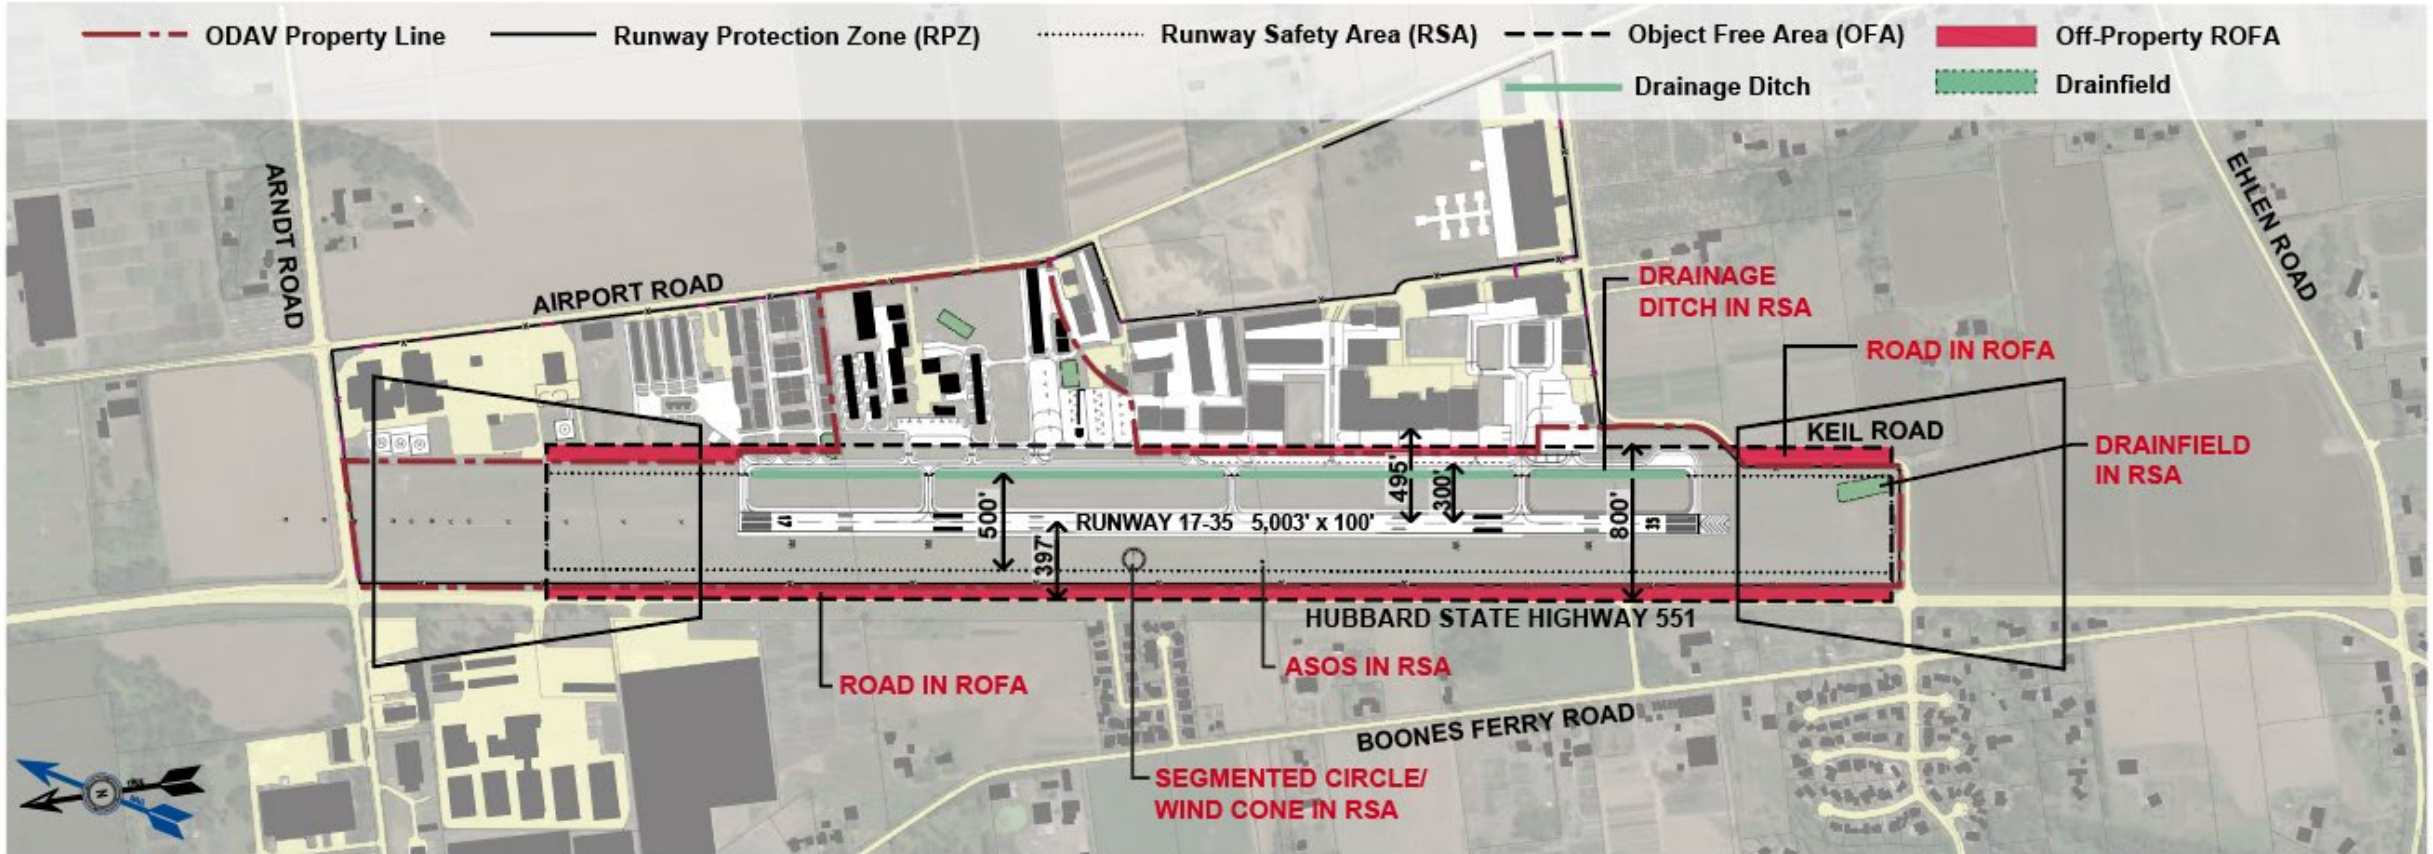 ODAV Property Line
Runway Protection Zone (RPZ)
Runway Safety Area (RSA)
Object Free Area (OFA)
Off-Property ROFA
Drainage Ditch
Drainfield
ARNDT ROAD
AIRPORT ROAD
EHLEN ROAD
DRAINAGE
DITCH IN RSA
ROAD IN ROFA
KEIL ROAD
DRAINFIELD
IN RSA
495'
300'
500'
800'
397'
17
RUNWAY 17-35 5,003' x 100'
35
HUBBARD STATE HIGHWAY 551
ROAD IN ROFA
ASOS IN RSA
BOONES FERRY ROAD
SEGMENTED CIRCLE/
WIND CONE IN RSA
N